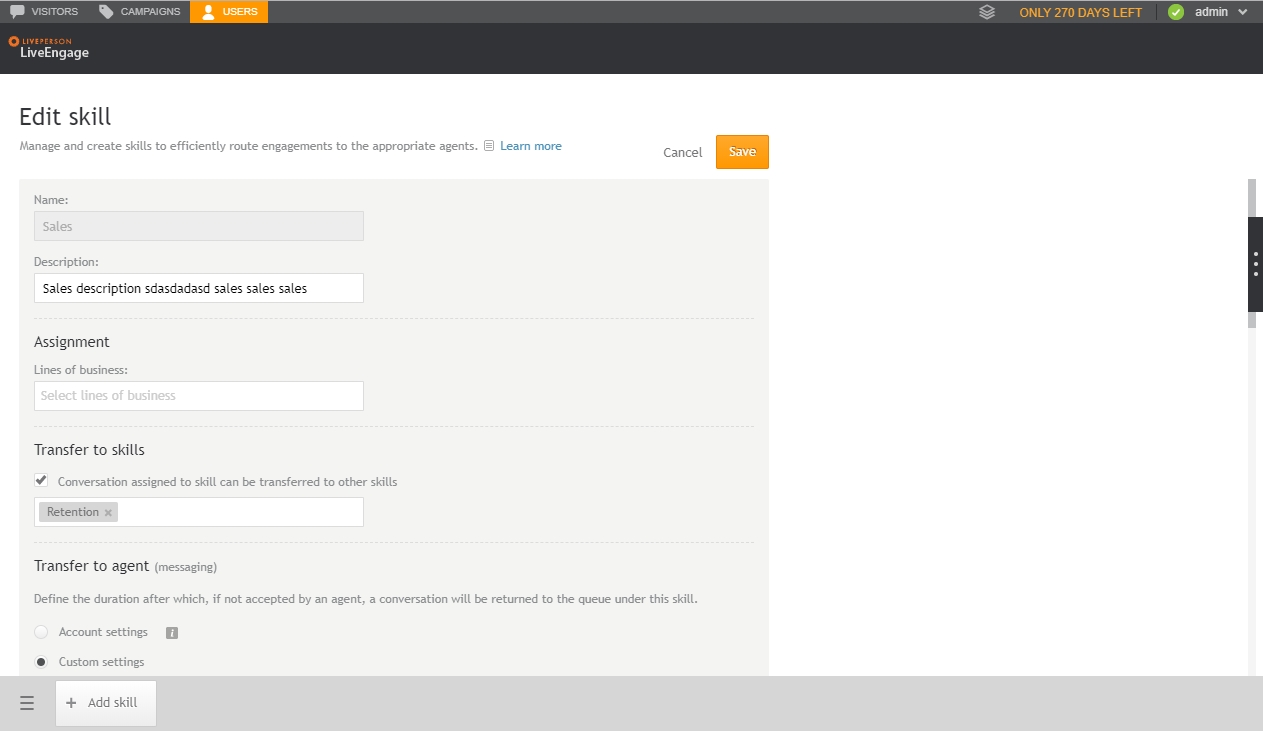 VISITORS CAMPAIGNS USERS ONLY 270 DAYS LEFT admin
LIVEPERSON
LiveEngage
Edit skill
Manage and create skills to efficiently route engagements to the appropriate agents. Learn more
Cancel Save
Name:
Sales
Description:
Sales description sdasdadasd sales sales sales
Assignment
Lines of business:
Select lines of business
Transfer to skills
Conversation assigned to skill can be transferred to other skills
Retention ×
Transfer to agent (messaging)
Define the duration after which, if not accepted by an agent, a conversation will be returned to the queue under this skill.
Account settings i
Custom settings
+ Add skill